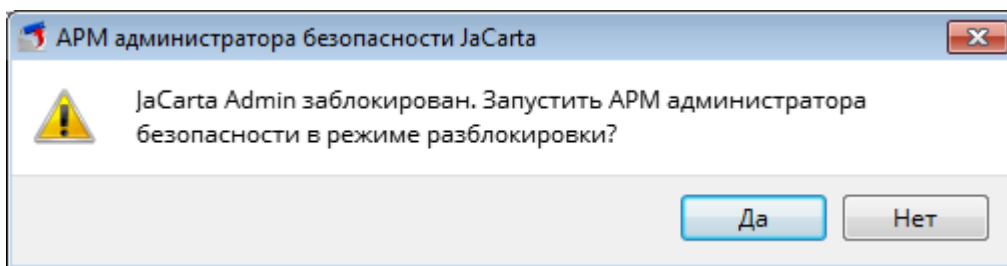 АРМ администратора безопасности JaCarta
JaCarta Admin заблокирован. Запустить АРМ администратора
безопасности в режиме разблокировки?
Да
Нет